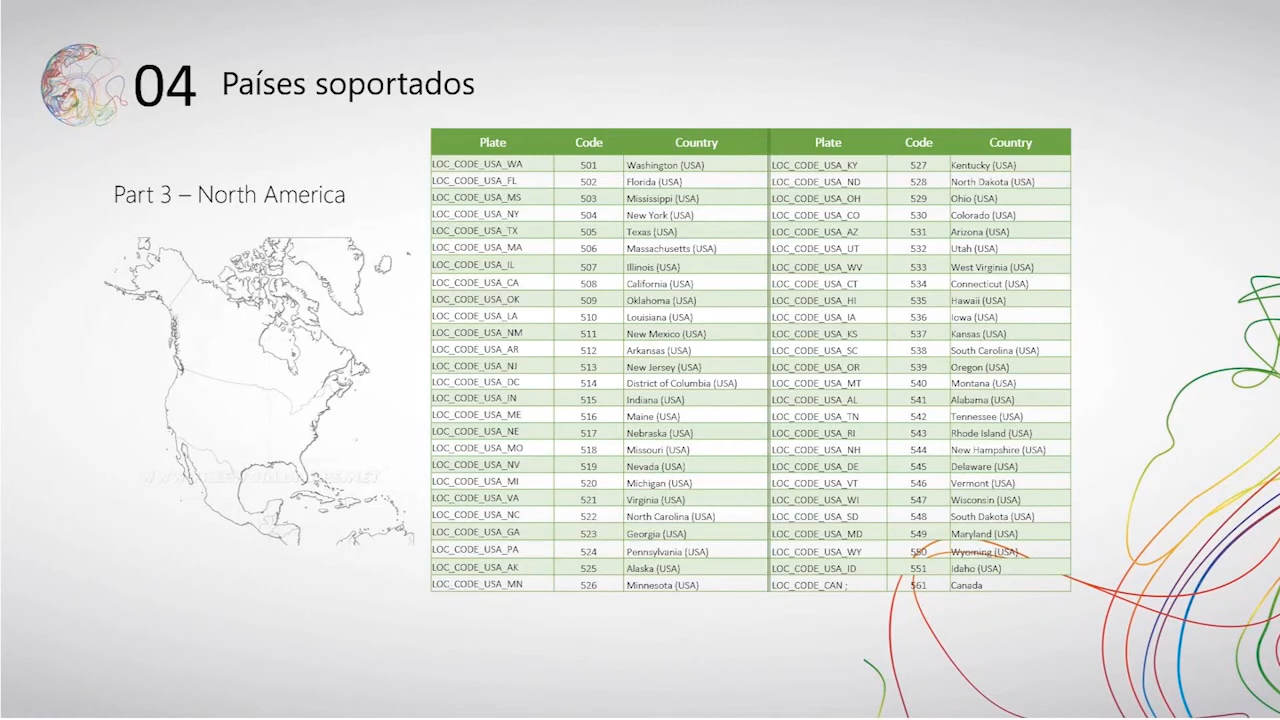 04 Países soportados
Part 3 – North America
Plate Code Country Plate Code Country
LOC_CODE_USA_WA 501 Washington (USA) LOC_CODE_USA_KY 527 Kentucky (USA)
LOC_CODE_USA_FL 502 Florida (USA) LOC_CODE_USA_ND 528 North Dakota (USA)
LOC_CODE_USA_MS 503 Mississippi (USA) LOC_CODE_USA_OH 529 Ohio (USA)
LOC_CODE_USA_NY 504 New York (USA) LOC_CODE_USA_CO 530 Colorado (USA)
LOC_CODE_USA_TX 505 Texas (USA) LOC_CODE_USA_AZ 531 Arizona (USA)
LOC_CODE_USA_MA 506 Massachusetts (USA) LOC_CODE_USA_UT 532 Utah (USA)
LOC_CODE_USA_IL 507 Illinois (USA) LOC_CODE_USA_WV 533 West Virginia (USA)
LOC_CODE_USA_CA 508 California (USA) LOC_CODE_USA_CT 534 Connecticut (USA)
LOC_CODE_USA_OK 509 Oklahoma (USA) LOC_CODE_USA_HI 535 Hawaii (USA)
LOC_CODE_USA_LA 510 Louisiana (USA) LOC_CODE_USA_IA 536 Iowa (USA)
LOC_CODE_USA_NM 511 New Mexico (USA) LOC_CODE_USA_KS 537 Kansas (USA)
LOC_CODE_USA_AR 512 Arkansas (USA) LOC_CODE_USA_SC 538 South Carolina (USA)
LOC_CODE_USA_NJ 513 New Jersey (USA) LOC_CODE_USA_OR 539 Oregon (USA)
LOC_CODE_USA_DC 514 District of Columbia (USA) LOC_CODE_USA_MT 540 Montana (USA)
LOC_CODE_USA_IN 515 Indiana (USA) LOC_CODE_USA_AL 541 Alabama (USA)
LOC_CODE_USA_ME 516 Maine (USA) LOC_CODE_USA_TN 542 Tennessee (USA)
LOC_CODE_USA_NE 517 Nebraska (USA) LOC_CODE_USA_RI 543 Rhode Island (USA)
LOC_CODE_USA_MO 518 Missouri (USA) LOC_CODE_USA_NH 544 New Hampshire (USA)
LOC_CODE_USA_NV 519 Nevada (USA) LOC_CODE_USA_DE 545 Delaware (USA)
LOC_CODE_USA_MI 520 Michigan (USA) LOC_CODE_USA_VT 546 Vermont (USA)
LOC_CODE_USA_VA 521 Virginia (USA) LOC_CODE_USA_WI 547 Wisconsin (USA)
LOC_CODE_USA_NC 522 North Carolina (USA) LOC_CODE_USA_SD 548 South Dakota (USA)
LOC_CODE_USA_GA 523 Georgia (USA) LOC_CODE_USA_MD 549 Maryland (USA)
LOC_CODE_USA_PA 524 Pennsylvania (USA) LOC_CODE_USA_WY 550 Wyoming (USA)
LOC_CODE_USA_AK 525 Alaska (USA) LOC_CODE_USA_ID 551 Idaho (USA)
LOC_CODE_USA_MN 526 Minnesota (USA) LOC_CODE_CAN ; 561 Canada